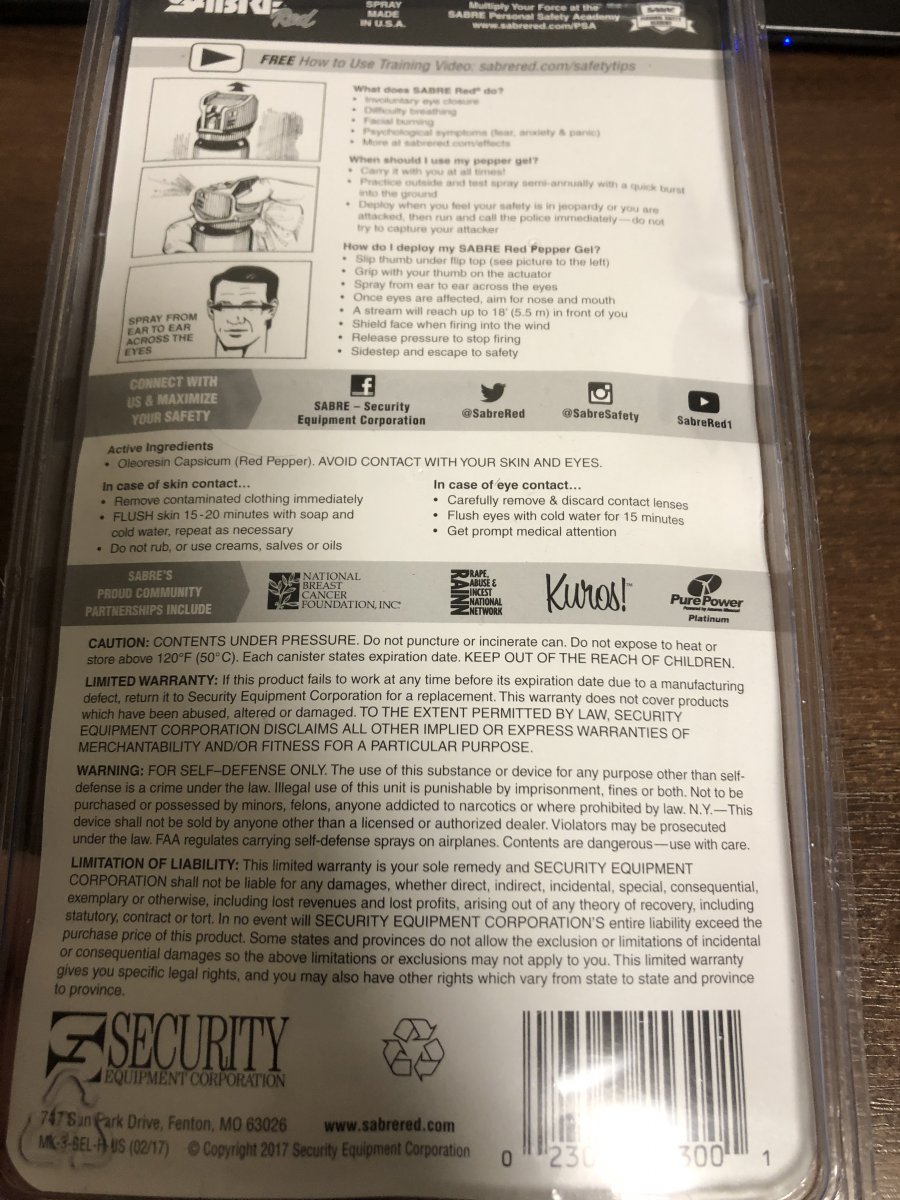 SABRE Red
SPRAY
MADE
IN U.S.A.
Multiply Your Force at the
SABRE Personal Safety Academy
www.sabrered.com/PSA
SABRE
PERSONAL SAFETY
ACADEMY
FREE How to Use Training Video: sabrered.com/safetytips
What does SABRE Red® do?
• Involuntary eye closure
• Difficulty breathing
• Facial burning
• Psychological symptoms (fear, anxiety & panic)
• More at sabrered.com/effects
When should I use my pepper gel?
• Carry it with you at all times!
• Practice outside and test spray semi-annually with a quick burst
into the ground
• Deploy when you feel your safety is in jeopardy or you are
attacked, then run and call the police immediately—do not
try to capture your attacker
How do I deploy my SABRE Red Pepper Gel?
• Slip thumb under flip top (see picture to the left)
• Grip with your thumb on the actuator
• Spray from ear to ear across the eyes
• Once eyes are affected, aim for nose and mouth
• A stream will reach up to 18' (5.5 m) in front of you
• Shield face when firing into the wind
• Release pressure to stop firing
• Sidestep and escape to safety
SPRAY FROM
EAR TO EAR
ACROSS THE
EYES
CONNECT WITH
US & MAXIMIZE
YOUR SAFETY
SABRE – Security
Equipment Corporation
@SabreRed
@SabreSafety
SabreRed1
Active Ingredients
• Oleoresin Capsicum (Red Pepper). AVOID CONTACT WITH YOUR SKIN AND EYES.
In case of skin contact...
• Remove contaminated clothing immediately
• FLUSH skin 15-20 minutes with soap and
cold water, repeat as necessary
• Do not rub, or use creams, salves or oils
In case of eye contact...
• Carefully remove & discard contact lenses
• Flush eyes with cold water for 15 minutes
• Get prompt medical attention
SABRE'S
PROUD COMMUNITY
PARTNERSHIPS INCLUDE
NATIONAL
BREAST
CANCER
FOUNDATION, INC.®
RAINN
RAPE,
ABUSE &
INCEST
NATIONAL
NETWORK
Kuros!™
PurePower
Powered by Ameren Missouri
Platinum
CAUTION: CONTENTS UNDER PRESSURE. Do not puncture or incinerate can. Do not expose to heat or
store above 120°F (50°C). Each canister states expiration date. KEEP OUT OF THE REACH OF CHILDREN.
LIMITED WARRANTY: If this product fails to work at any time before its expiration date due to a manufacturing
defect, return it to Security Equipment Corporation for a replacement. This warranty does not cover products
which have been abused, altered or damaged. TO THE EXTENT PERMITTED BY LAW, SECURITY
EQUIPMENT CORPORATION DISCLAIMS ALL OTHER IMPLIED OR EXPRESS WARRANTIES OF
MERCHANTABILITY AND/OR FITNESS FOR A PARTICULAR PURPOSE.
WARNING: FOR SELF–DEFENSE ONLY. The use of this substance or device for any purpose other than self-
defense is a crime under the law. Illegal use of this unit is punishable by imprisonment, fines or both. Not to be
purchased or possessed by minors, felons, anyone addicted to narcotics or where prohibited by law. N.Y.—This
device shall not be sold by anyone other than a licensed or authorized dealer. Violators may be prosecuted
under the law. FAA regulates carrying self-defense sprays on airplanes. Contents are dangerous—use with care.
LIMITATION OF LIABILITY: This limited warranty is your sole remedy and SECURITY EQUIPMENT
CORPORATION shall not be liable for any damages, whether direct, indirect, incidental, special, consequential,
exemplary or otherwise, including lost revenues and lost profits, arising out of any theory of recovery, including
statutory, contract or tort. In no event will SECURITY EQUIPMENT CORPORATION'S entire liability exceed the
purchase price of this product. Some states and provinces do not allow the exclusion or limitations of incidental
or consequential damages so the above limitations or exclusions may not apply to you. This limited warranty
gives you specific legal rights, and you may also have other rights which vary from state to state and province
to province.
SECURITY
EQUIPMENT CORPORATION
747 Sun Park Drive, Fenton, MO 63026
www.sabrered.com
(02/17)
© Copyright 2017 Security Equipment Corporation
0 230 300 1